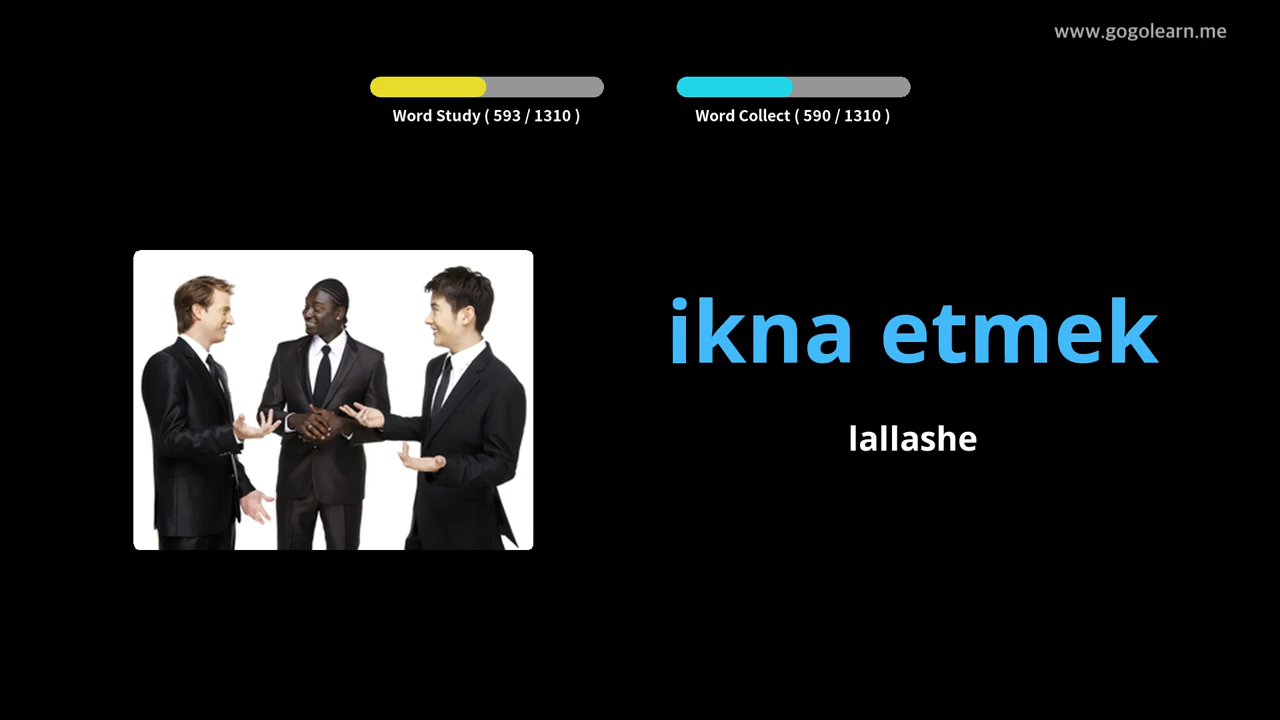 www.gogolearn.me
Word Study ( 593 / 1310 )
Word Collect ( 590 / 1310 )
ikna etmek
lallashe